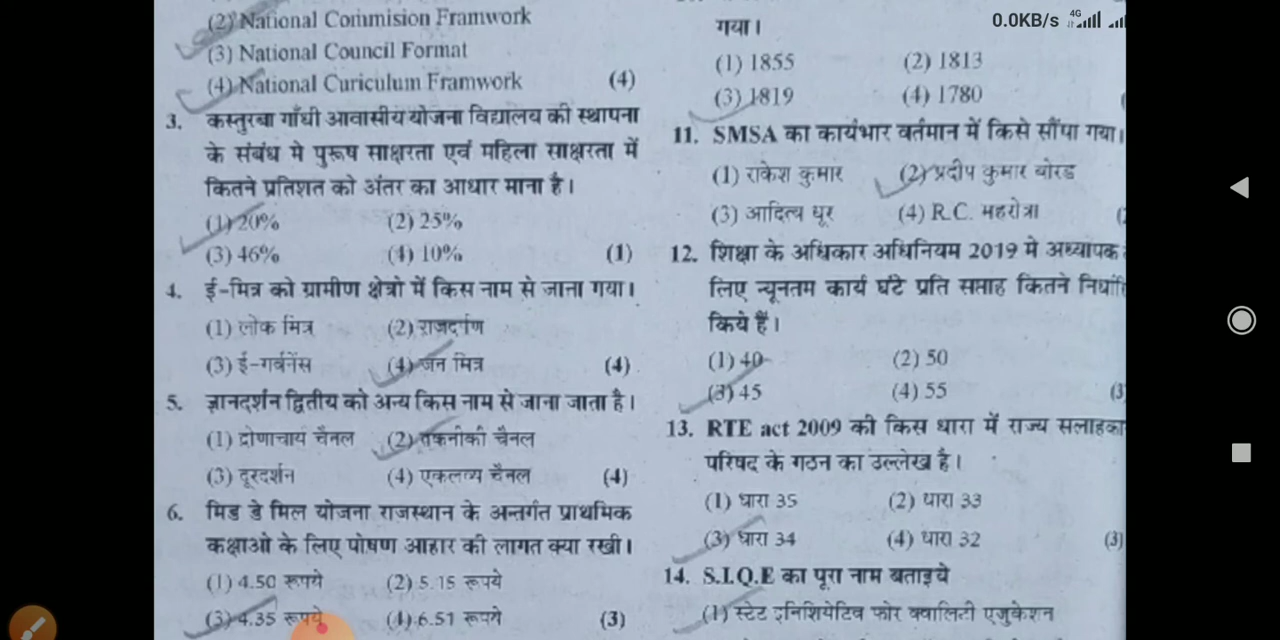 (2) National Commision Framwork
(3) National Council Format
(4) National Curiculum Framwork (4)
3. कस्तुरबा गाँधी आवासीय योजना विद्यालय की स्थापना
के संबंध मे पुरूष साक्षरता एवं महिला साक्षरता में
कितने प्रतिशत को अंतर का आधार माना है।
(1) 20% (2) 25%
(3) 46% (4) 10% (1)
4. ई-मित्र को ग्रामीण क्षेत्रो में किस नाम से जाना गया।
(1) लोक मित्र (2) राजदर्पण
(3) ई-गर्वनेंस (4) जन मित्र (4)
5. ज्ञानदर्शन द्वितीय को अन्य किस नाम से जाना जाता है।
(1) द्रोणाचार्य चैनल (2) तकनीकी चैनल
(3) दूरदर्शन (4) एकलव्य चैनल (4)
6. मिड डे मिल योजना राजस्थान के अन्तर्गत प्राथमिक
कक्षाओ के लिए पोषण आहार की लागत क्या रखी।
(1) 4.50 रूपये (2) 5.15 रूपये
(3) 4.35 रूपये (4) 6.51 रूपये (3)
0.0KB/s 4G
गया।
(1) 1855 (2) 1813
(3) 1819 (4) 1780
11. SMSA का कार्यभार वर्तमान में किसे सौंपा गया।
(1) राकेश कुमार (2) प्रदीप कुमार बोरड
(3) आदित्य धूर (4) R.C. महरोत्रा
12. शिक्षा के अधिकार अधिनियम 2019 मे अध्यापक
लिए न्यूनतम कार्य घंटे प्रति सप्ताह कितने
किये हैं।
(1) 40 (2) 50
(3) 45 (4) 55 (3
13. RTE act 2009 की किस धारा में राज्य
परिषद के गठन का उल्लेख है।
(1) धारा 35 (2) धारा 33
(3) धारा 34 (4) धारा 32 (3)
14. S.I.Q.E का पूरा नाम बताइये
(1) स्टेट इनिशियेटिव फोर क्वालिटी एजुकेशन